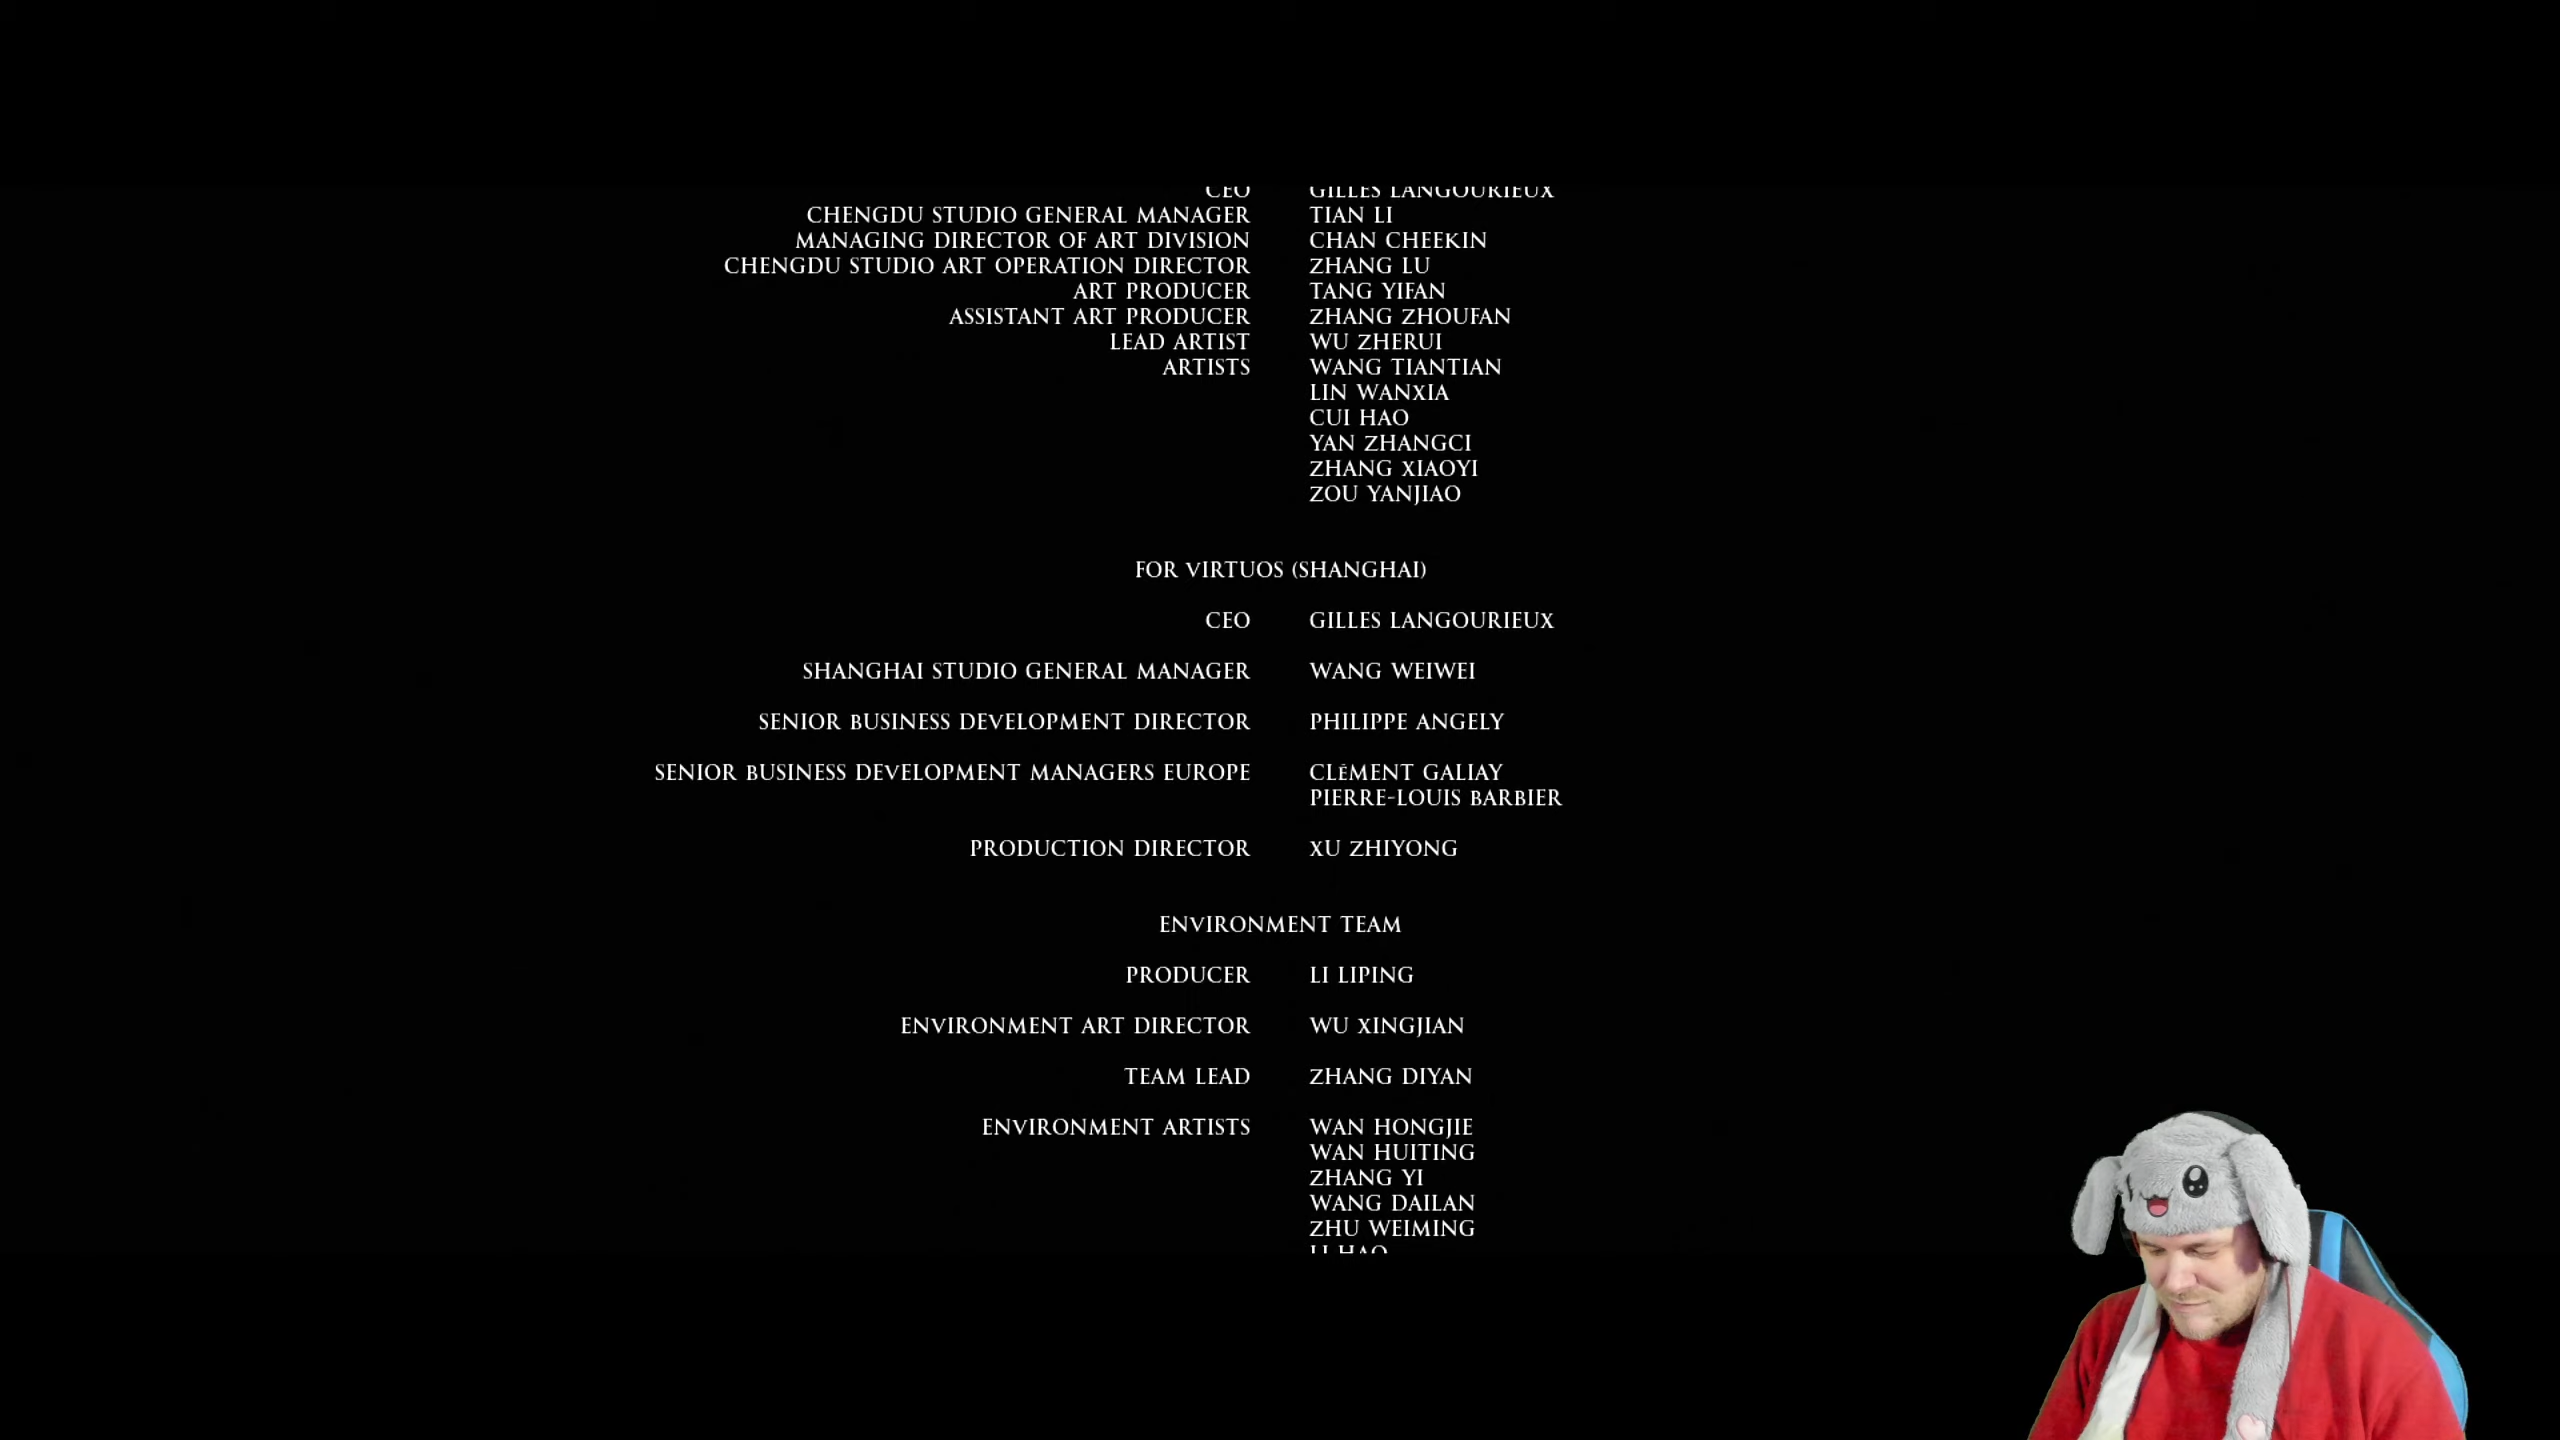 CEO GILLES LANGOURIEUX
CHENGDU STUDIO GENERAL MANAGER TIAN LI
MANAGING DIRECTOR OF ART DIVISION CHAN CHEEKIN
CHENGDU STUDIO ART OPERATION DIRECTOR ZHANG LU
ART PRODUCER TANG YIFAN
ASSISTANT ART PRODUCER ZHANG ZHOUFAN
LEAD ARTIST WU ZHERUI
ARTISTS WANG TIANTIAN
LIN WANXIA
CUI HAO
YAN ZHANGCI
ZHANG XIAOYI
ZOU YANJIAO
FOR VIRTUOS (SHANGHAI)
CEO GILLES LANGOURIEUX
SHANGHAI STUDIO GENERAL MANAGER WANG WEIWEI
SENIOR BUSINESS DEVELOPMENT DIRECTOR PHILIPPE ANGELY
SENIOR BUSINESS DEVELOPMENT MANAGERS EUROPE CLÉMENT GALIAY
PIERRE-LOUIS BARBIER
PRODUCTION DIRECTOR XU ZHIYONG
ENVIRONMENT TEAM
PRODUCER LI LIPING
ENVIRONMENT ART DIRECTOR WU XINGJIAN
TEAM LEAD ZHANG DIYAN
ENVIRONMENT ARTISTS WAN HONGJIE
WAN HUITING
ZHANG YI
WANG DAILAN
ZHU WEIMING
LI HAO